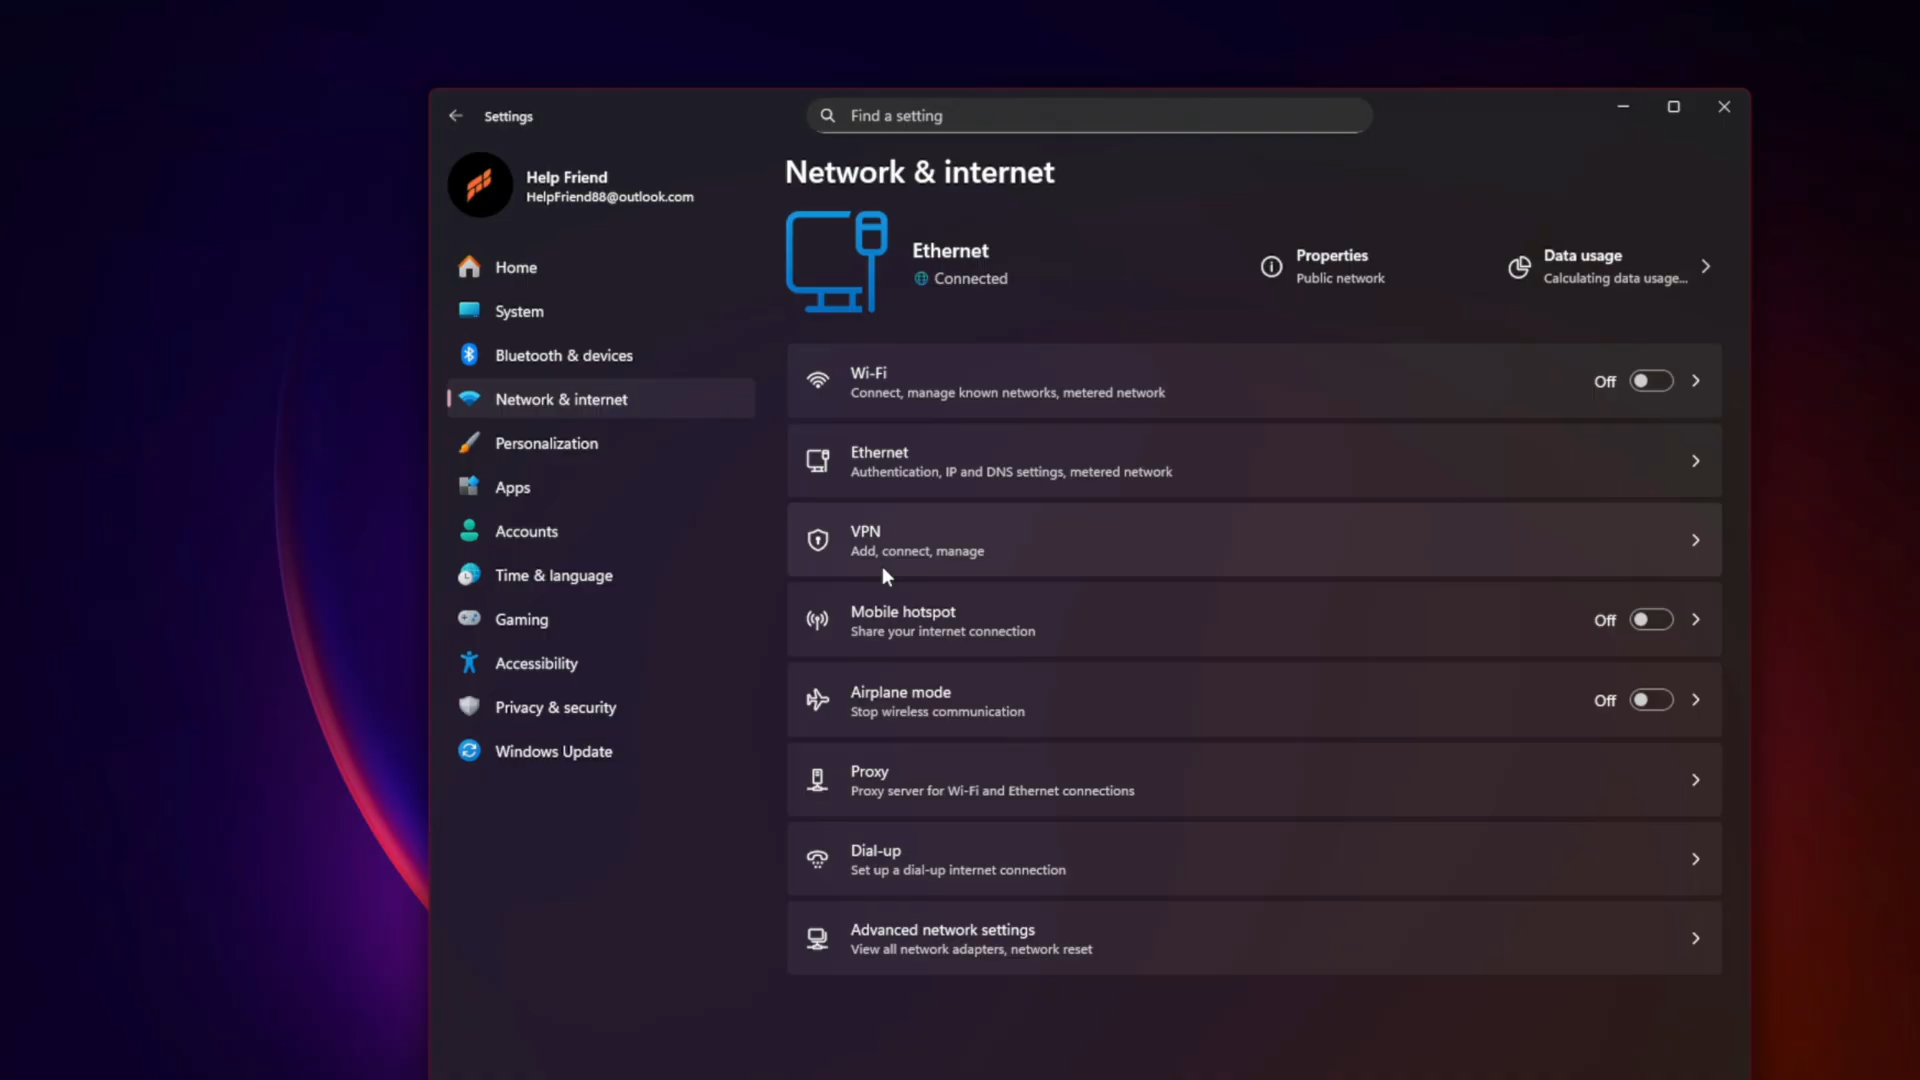 Settings
Find a setting
Help Friend
HelpFriend88@outlook.com
Home
System
Bluetooth & devices
Network & internet
Personalization
Apps
Accounts
Time & language
Gaming
Accessibility
Privacy & security
Windows Update
Network & internet
Ethernet
Connected
Properties
Public network
Data usage
Calculating data usage...
Wi-Fi
Connect, manage known networks, metered network
Off
Ethernet
Authentication, IP and DNS settings, metered network
VPN
Add, connect, manage
Mobile hotspot
Share your internet connection
Off
Airplane mode
Stop wireless communication
Off
Proxy
Proxy server for Wi-Fi and Ethernet connections
Dial-up
Set up a dial-up internet connection
Advanced network settings
View all network adapters, network reset